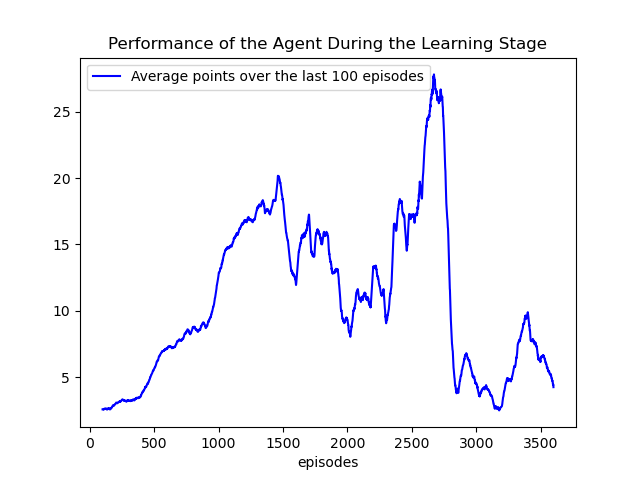 Performance of the Agent During the Learning Stage
Average points over the last 100 episodes
25
20
15
10
5
0 500 1000 1500 2000 2500 3000 3500
episodes